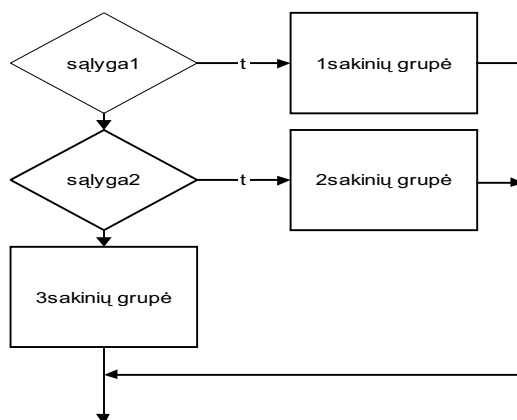 sąlyga1
t
1sakinių grupė
sąlyga2
t
2sakinių grupė
3sakinių grupė